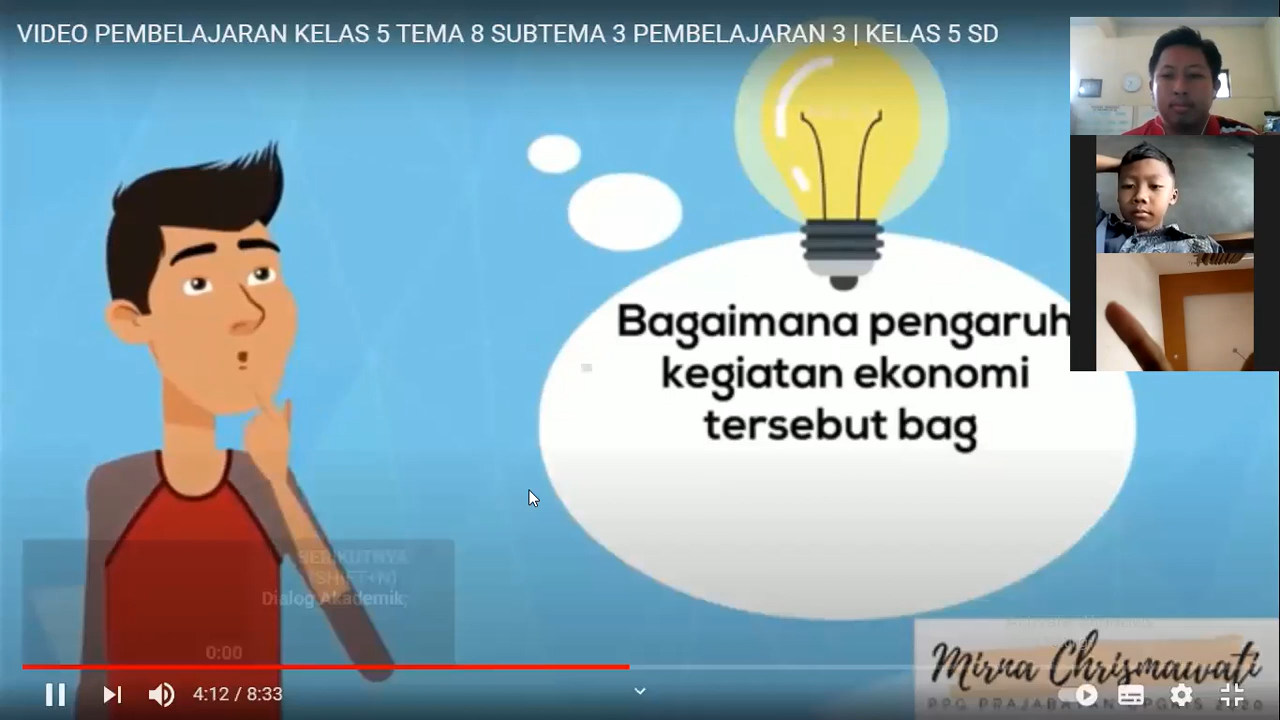 VIDEO PEMBELAJARAN KELAS 5 TEMA 8 SUBTEMA 3 PEMBELAJARAN 3 | KELAS 5 SD
Bagaimana pengaruh
kegiatan ekonomi
tersebut bag
BERIKUTNYA
(SHIFT+N)
Dialog Akademik;
0:00
Mirna Chrismawati
4:12 / 8:33